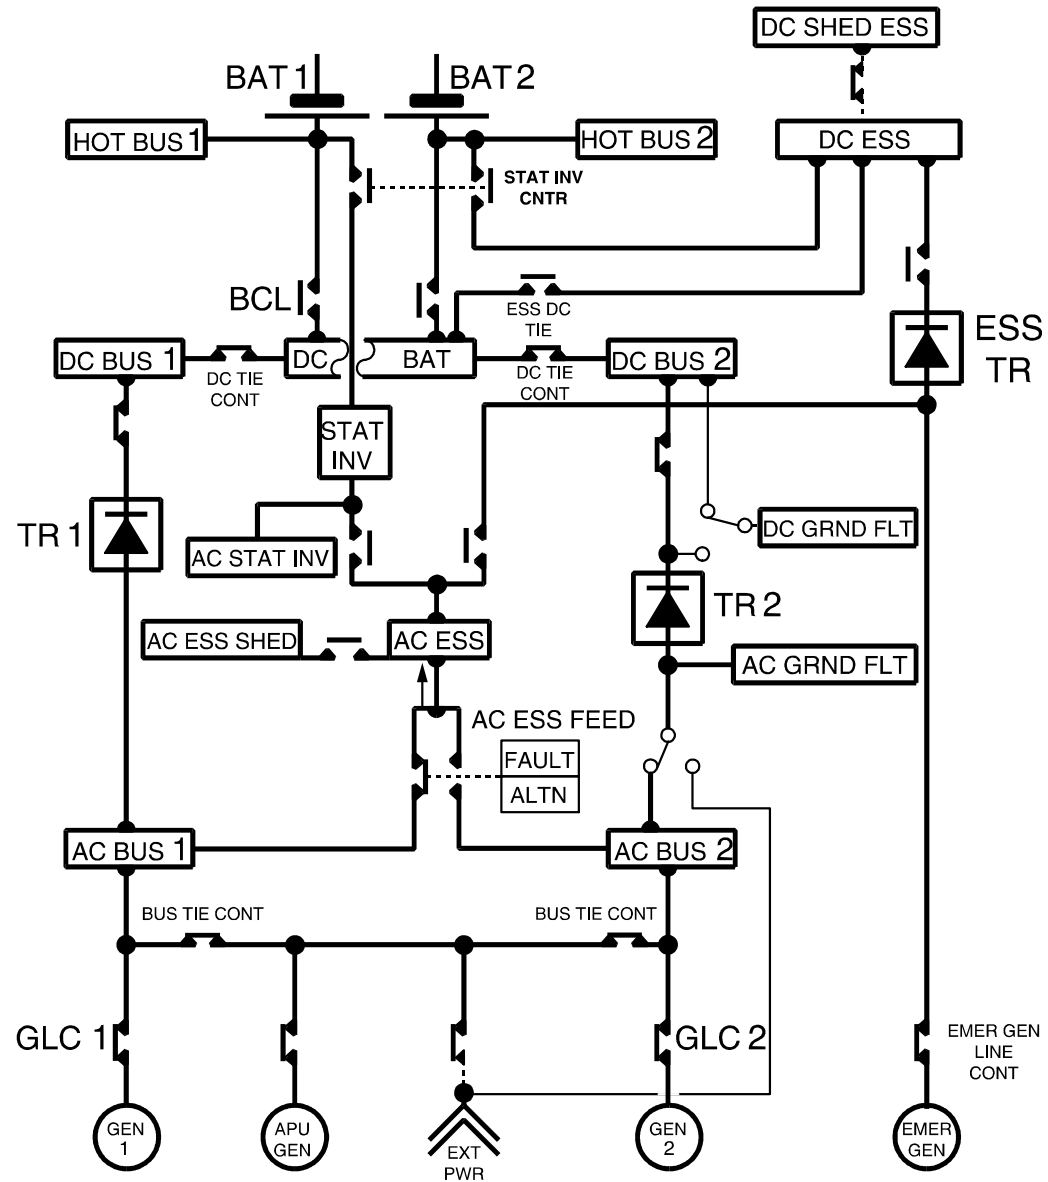 DC SHED ESS
BAT 1
BAT 2
HOT BUS 1
HOT BUS 2
DC ESS
STAT INV
CNTR
BCL
ESS DC
TIE
ESS
TR
DC BUS 1
DC
BAT
DC BUS 2
DC TIE
CONT
DC TIE
CONT
STAT
INV
TR 1
AC STAT INV
DC GRND FLT
TR 2
AC ESS SHED
AC ESS
AC GRND FLT
AC ESS FEED
FAULT
ALTN
AC BUS 1
AC BUS 2
BUS TIE CONT
BUS TIE CONT
GLC 1
GLC 2
EMER GEN
LINE
CONT
GEN
1
APU
GEN
EXT
PWR
GEN
2
EMER
GEN